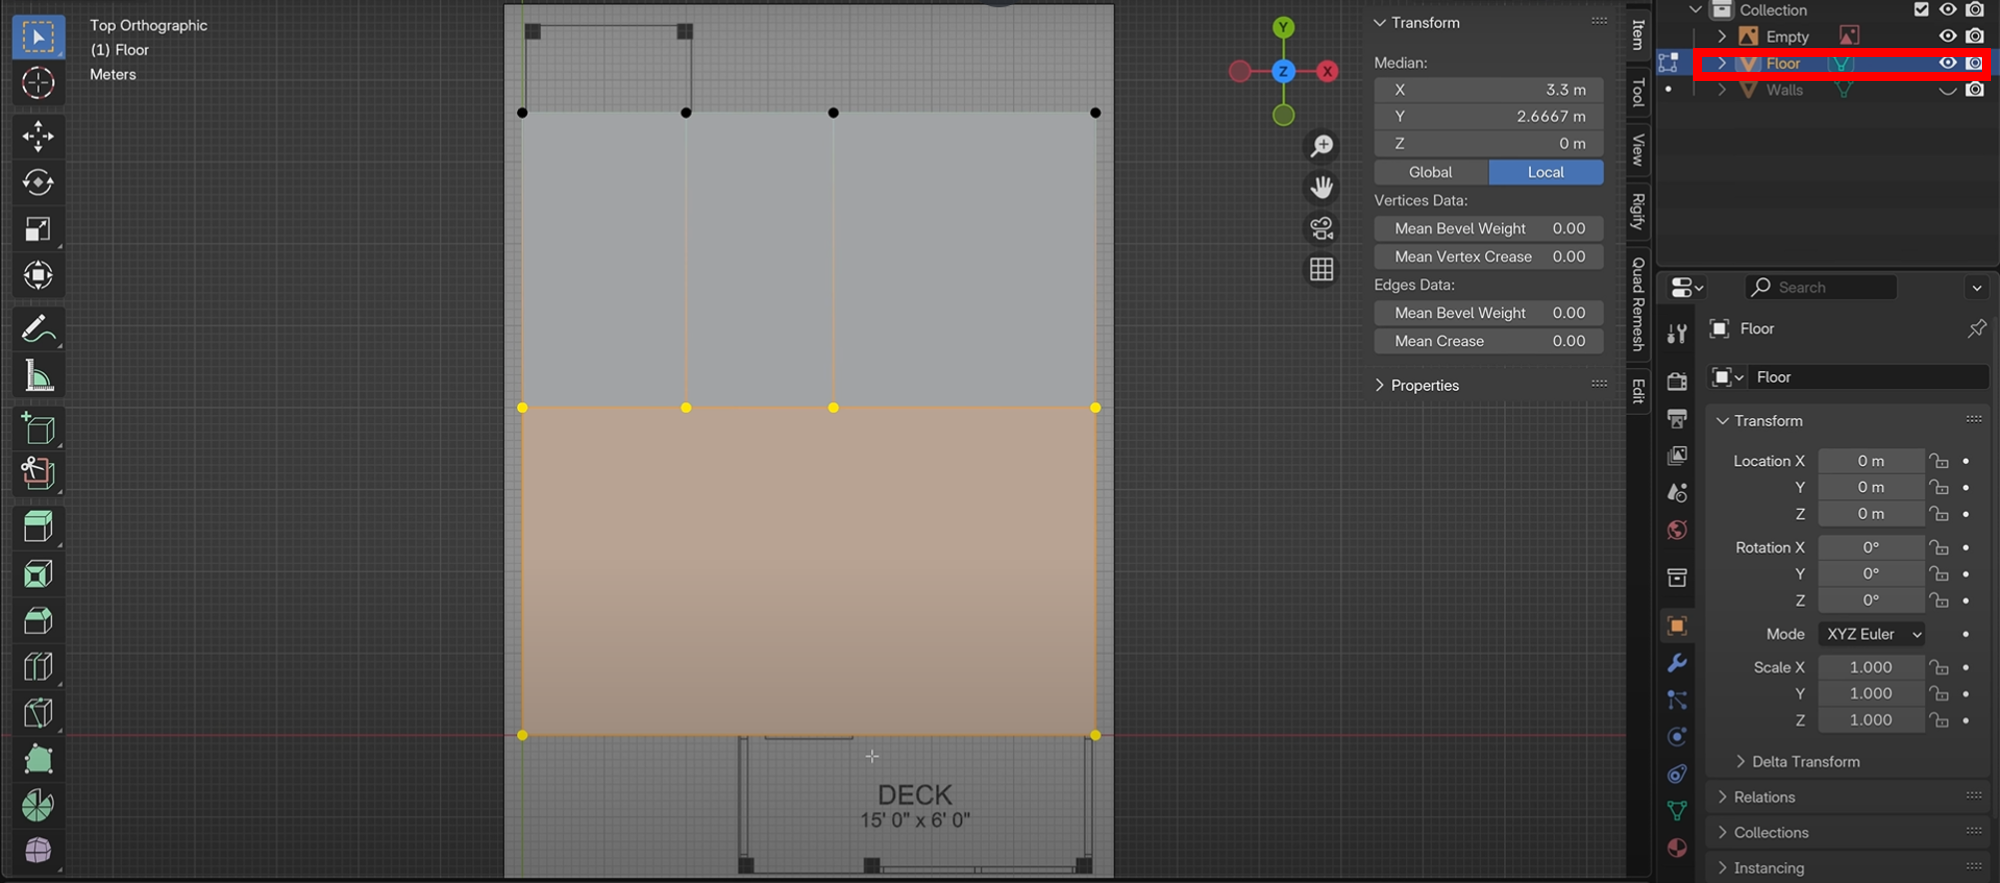 Top Orthographic
(1) Floor
Meters
DECK
15' 0" x 6' 0"
Y
Z
X
Transform
Median:
X 3.3 m
Y 2.6667 m
Z 0 m
Global Local
Vertices Data:
Mean Bevel Weight 0.00
Mean Vertex Crease 0.00
Edges Data:
Mean Bevel Weight 0.00
Mean Crease 0.00
Properties
Item
Tool
View
Rigify
Quad Remesh
Edit
Collection
Empty
Floor
Walls
Search
Floor
Floor
Transform
Location X 0 m
Y 0 m
Z 0 m
Rotation X 0°
Y 0°
Z 0°
Mode XYZ Euler
Scale X 1.000
Y 1.000
Z 1.000
Delta Transform
Relations
Collections
Instancing